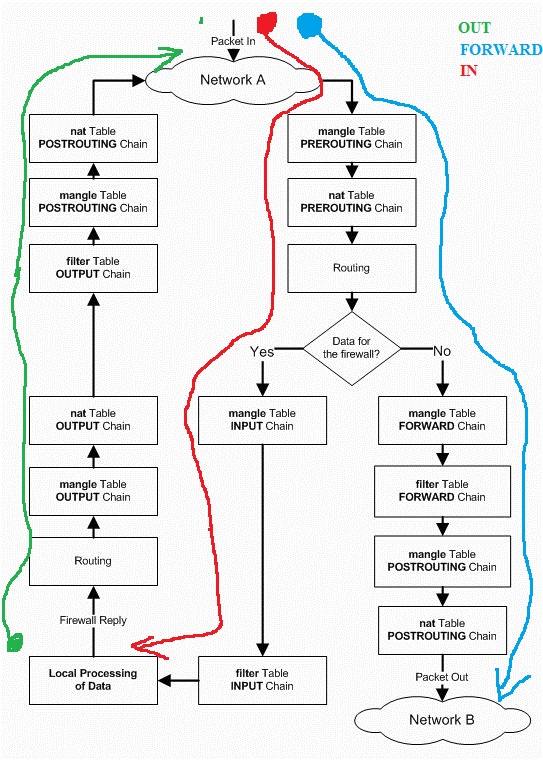 OUT
FORWARD
IN
Packet In
Network A
nat Table
POSTROUTING Chain
mangle Table
POSTROUTING Chain
filter Table
OUTPUT Chain
nat Table
OUTPUT Chain
mangle Table
OUTPUT Chain
Routing
Firewall Reply
Local Processing
of Data
mangle Table
PREROUTING Chain
nat Table
PREROUTING Chain
Routing
Data for
the firewall?
Yes
No
mangle Table
INPUT Chain
filter Table
INPUT Chain
mangle Table
FORWARD Chain
filter Table
FORWARD Chain
mangle Table
POSTROUTING Chain
nat Table
POSTROUTING Chain
Packet Out
Network B